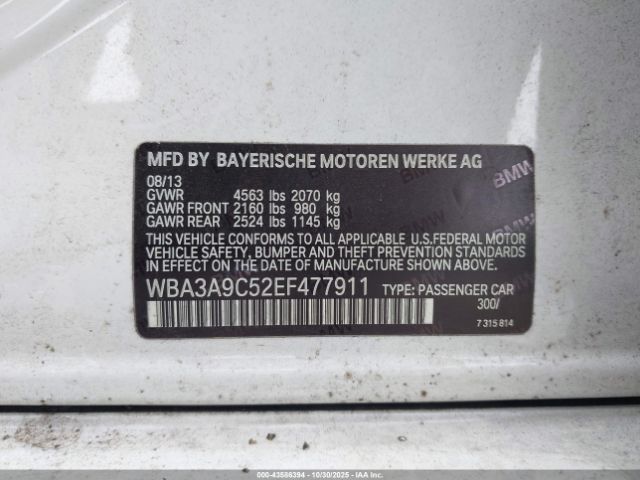 MFD BY BAYERISCHE MOTOREN WERKE AG
08/13
GVWR 4563 lbs 2070 kg
GAWR FRONT 2160 lbs 980 kg
GAWR REAR 2524 lbs 1145 kg
THIS VEHICLE CONFORMS TO ALL APPLICABLE U.S.FEDERAL MOTOR
VEHICLE SAFETY, BUMPER AND THEFT PREVENTION STANDARDS
IN EFFECT ON THE DATE OF MANUFACTURE SHOWN ABOVE.
WBA3A9C52EF477911 TYPE: PASSENGER CAR
300/
7 315 814
BMW
BMW
000-43586394 - 10/30/2025 - IAA Holdings, LLC.